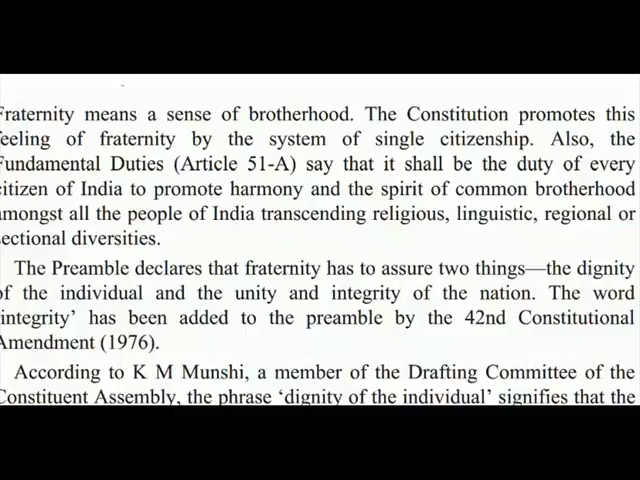 Fraternity means a sense of brotherhood. The Constitution promotes this
feeling of fraternity by the system of single citizenship. Also, the
Fundamental Duties (Article 51-A) say that it shall be the duty of every
citizen of India to promote harmony and the spirit of common brotherhood
amongst all the people of India transcending religious, linguistic, regional or
sectional diversities.
The Preamble declares that fraternity has to assure two things—the dignity
of the individual and the unity and integrity of the nation. The word
'integrity' has been added to the preamble by the 42nd Constitutional
Amendment (1976).
According to K M Munshi, a member of the Drafting Committee of the
Constituent Assembly, the phrase 'dignity of the individual' signifies that the